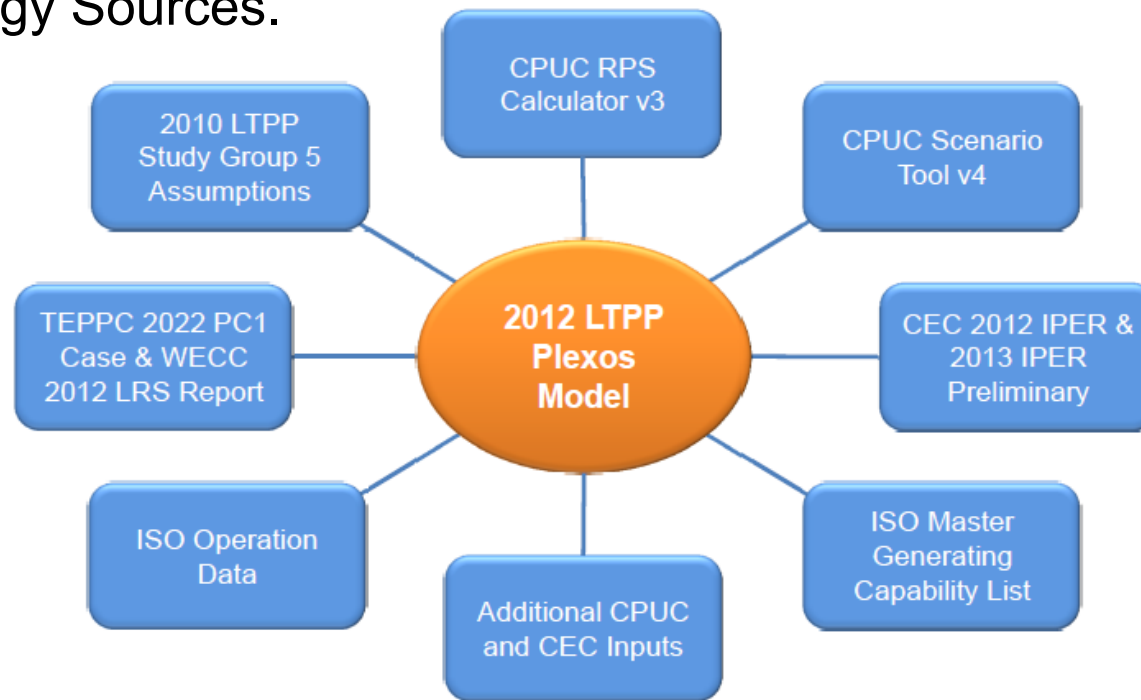 gy Sources.
CPUC RPS
Calculator v3
2010 LTPP
Study Group 5
Assumptions
CPUC Scenario
Tool v4
TEPPC 2022 PC1
Case & WECC
2012 LRS Report
2012 LTPP
Plexos
Model
CEC 2012 IPER &
2013 IPER
Preliminary
ISO Operation
Data
ISO Master
Generating
Capability List
Additional CPUC
and CEC Inputs